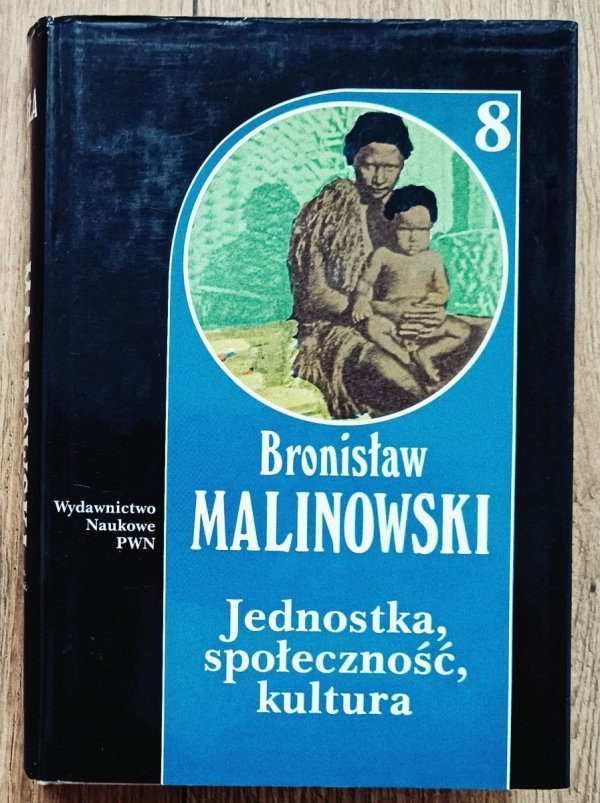 8
Bronisław
MALINOWSKI
Wydawnictwo
Naukowe
PWN
Jednostka,
społeczność,
kultura